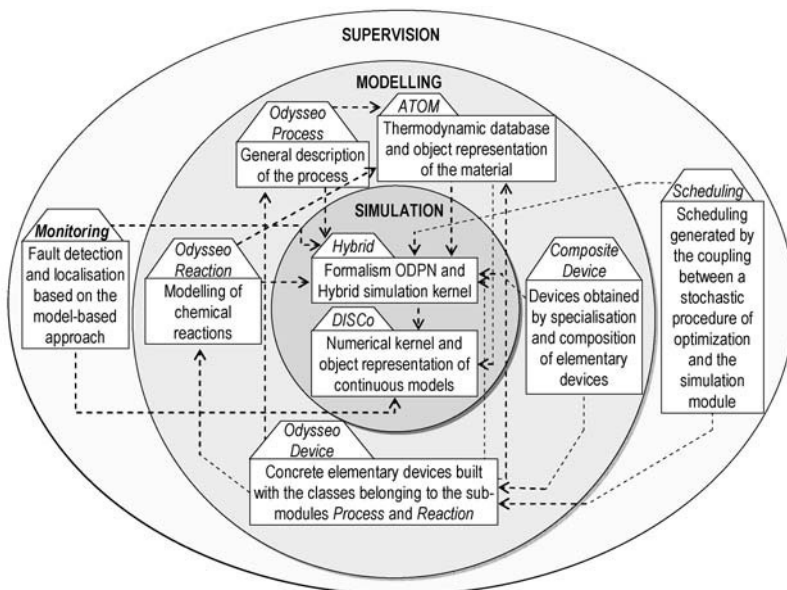 SUPERVISION
MODELLING
Odysseo
Process
General description
of the process
ATOM
Thermodynamic database
and object representation
of the material
SIMULATION
Monitoring
Fault detection
and localisation
based on the
model-based
approach
Odysseo
Reaction
Modelling of
chemical reactions
Hybrid
Formalism ODPN and
Hybrid simulation kernel
DISCo
Numerical kernel and
object representation of
continuous models
Composite
Device
Devices obtained
by specialisation
and composition
of elementary
devices
Scheduling
Scheduling
generated by
the coupling
between a
stochastic
procedure of
optimization
and the
simulation
module
Odysseo
Device
Concrete elementary devices built
with the classes belonging to the sub-
modules Process and Reaction